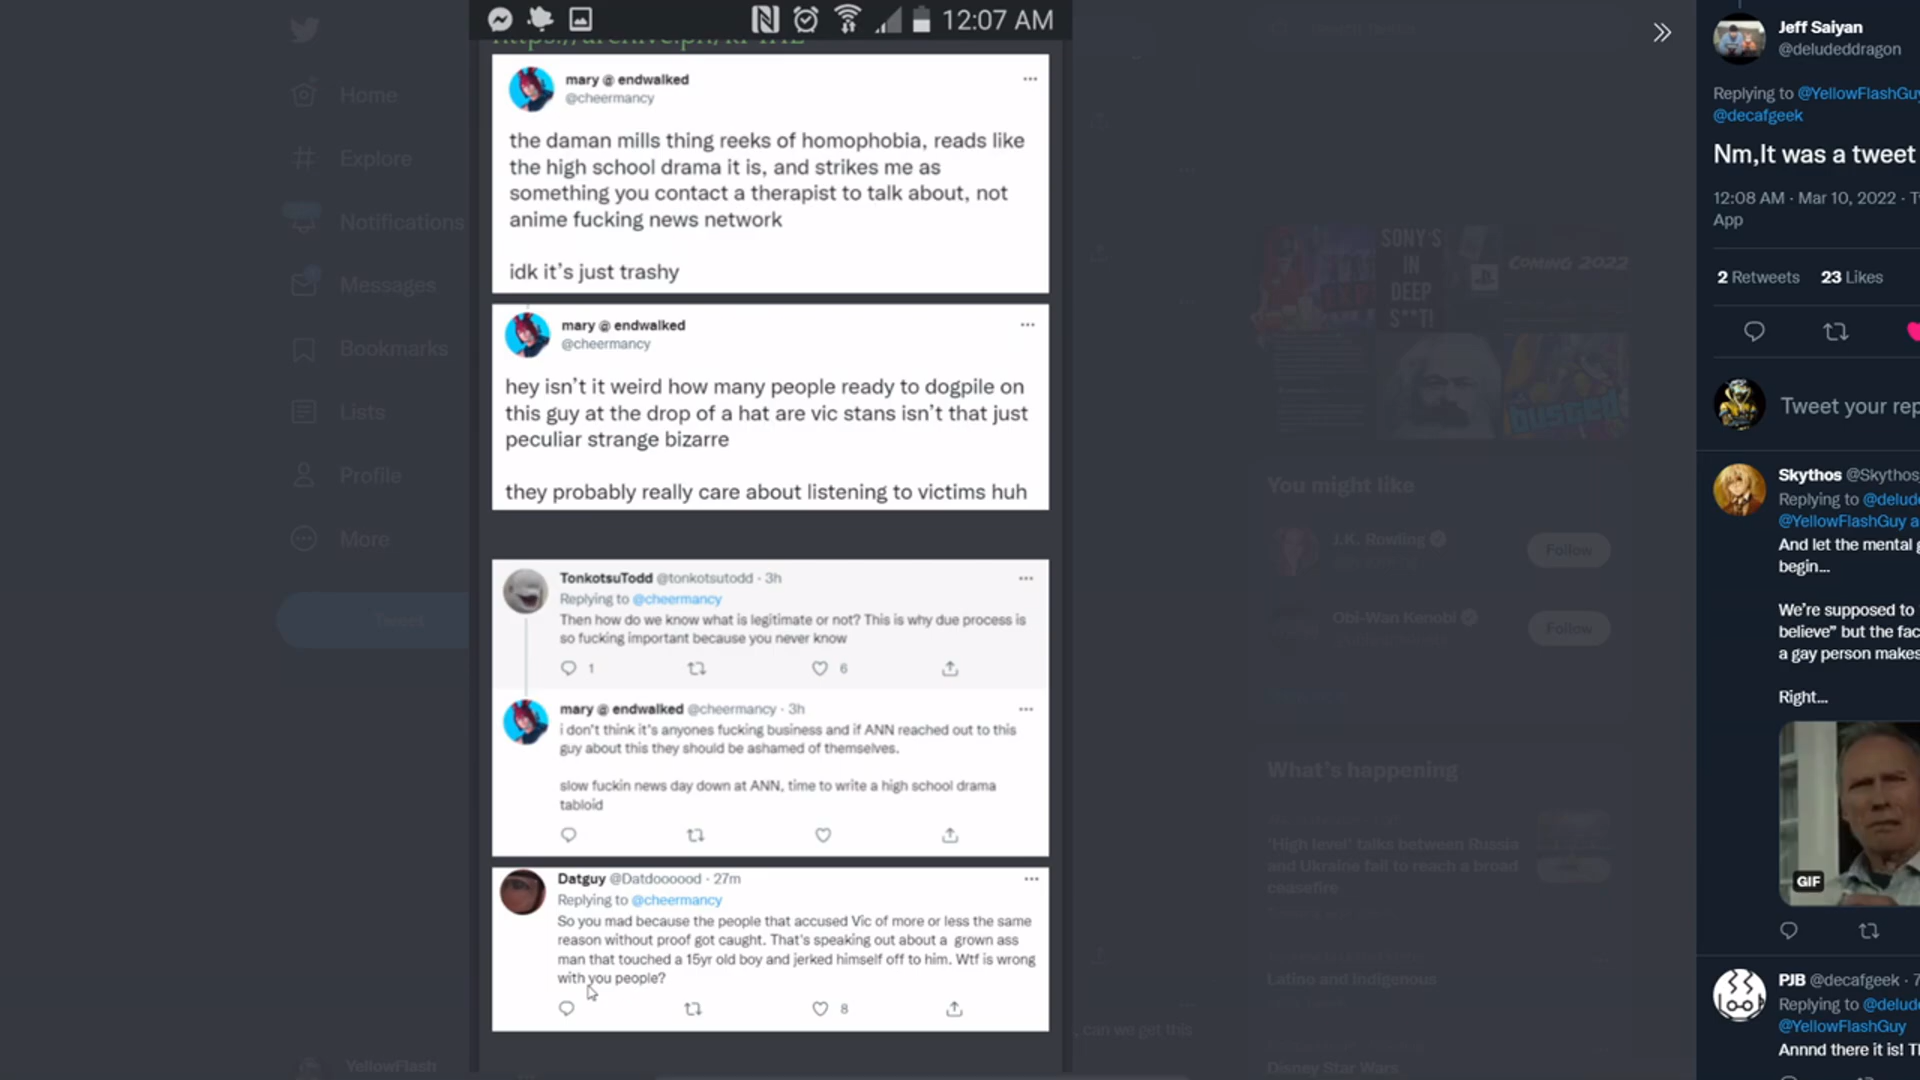 12:07 AM
mary @ endwalked
@cheermancy
the daman mills thing reeks of homophobia, reads like
the high school drama it is, and strikes me as
something you contact a therapist to talk about, not
anime fucking news network
idk it's just trashy
mary @ endwalked
@cheermancy
hey isn't it weird how many people ready to dogpile on
this guy at the drop of a hat are vic stans isn't that just
peculiar strange bizarre
they probably really care about listening to victims huh
TonkotsuTodd @tonkotsutodd · 3h
Replying to @cheermancy
Then how do we know what is legitimate or not? This is why due process is
so fucking important because you never know
1 6
mary @ endwalked @cheermancy · 3h
i don't think it's anyones fucking business and if ANN reached out to this
guy about this they should be ashamed of themselves.
slow fuckin news day down at ANN, time to write a high school drama
tabloid
Datguy @Datdoooood · 27m
Replying to @cheermancy
So you mad because the people that accused Vic of more or less the same
reason without proof got caught. That's speaking out about a grown ass
man that touched a 15yr old boy and jerked himself off to him. Wtf is wrong
with you people?
8
Home
Explore
Notifications
Messages
Bookmarks
Lists
Profile
More
Tweet
YellowFlash
SONY'S
IN
DEEP
S**T!
COMING 2022
busted
You might like
J.K. Rowling
Follow
Obi-Wan Kenobi
Follow
What's happening
'High level' talks between Russia
and Ukraine fail to reach a broad
ceasefire
Latino and Indigenous
, can we get this
Disney Star Wars
Jeff Saiyan
@deludeddragon
Replying to @YellowFlashGuy
@decafgeek
Nm,It was a tweet
12:08 AM · Mar 10, 2022 ·
App
2 Retweets 23 Likes
Tweet your rep
Skythos @Skythos
Replying to @delude
@YellowFlashGuy a
And let the mental g
begin...
We're supposed to
believe" but the fac
a gay person makes
Right...
GIF
PJB @decafgeek · 7
Replying to @delude
@YellowFlashGuy
Annnd there it is! Th